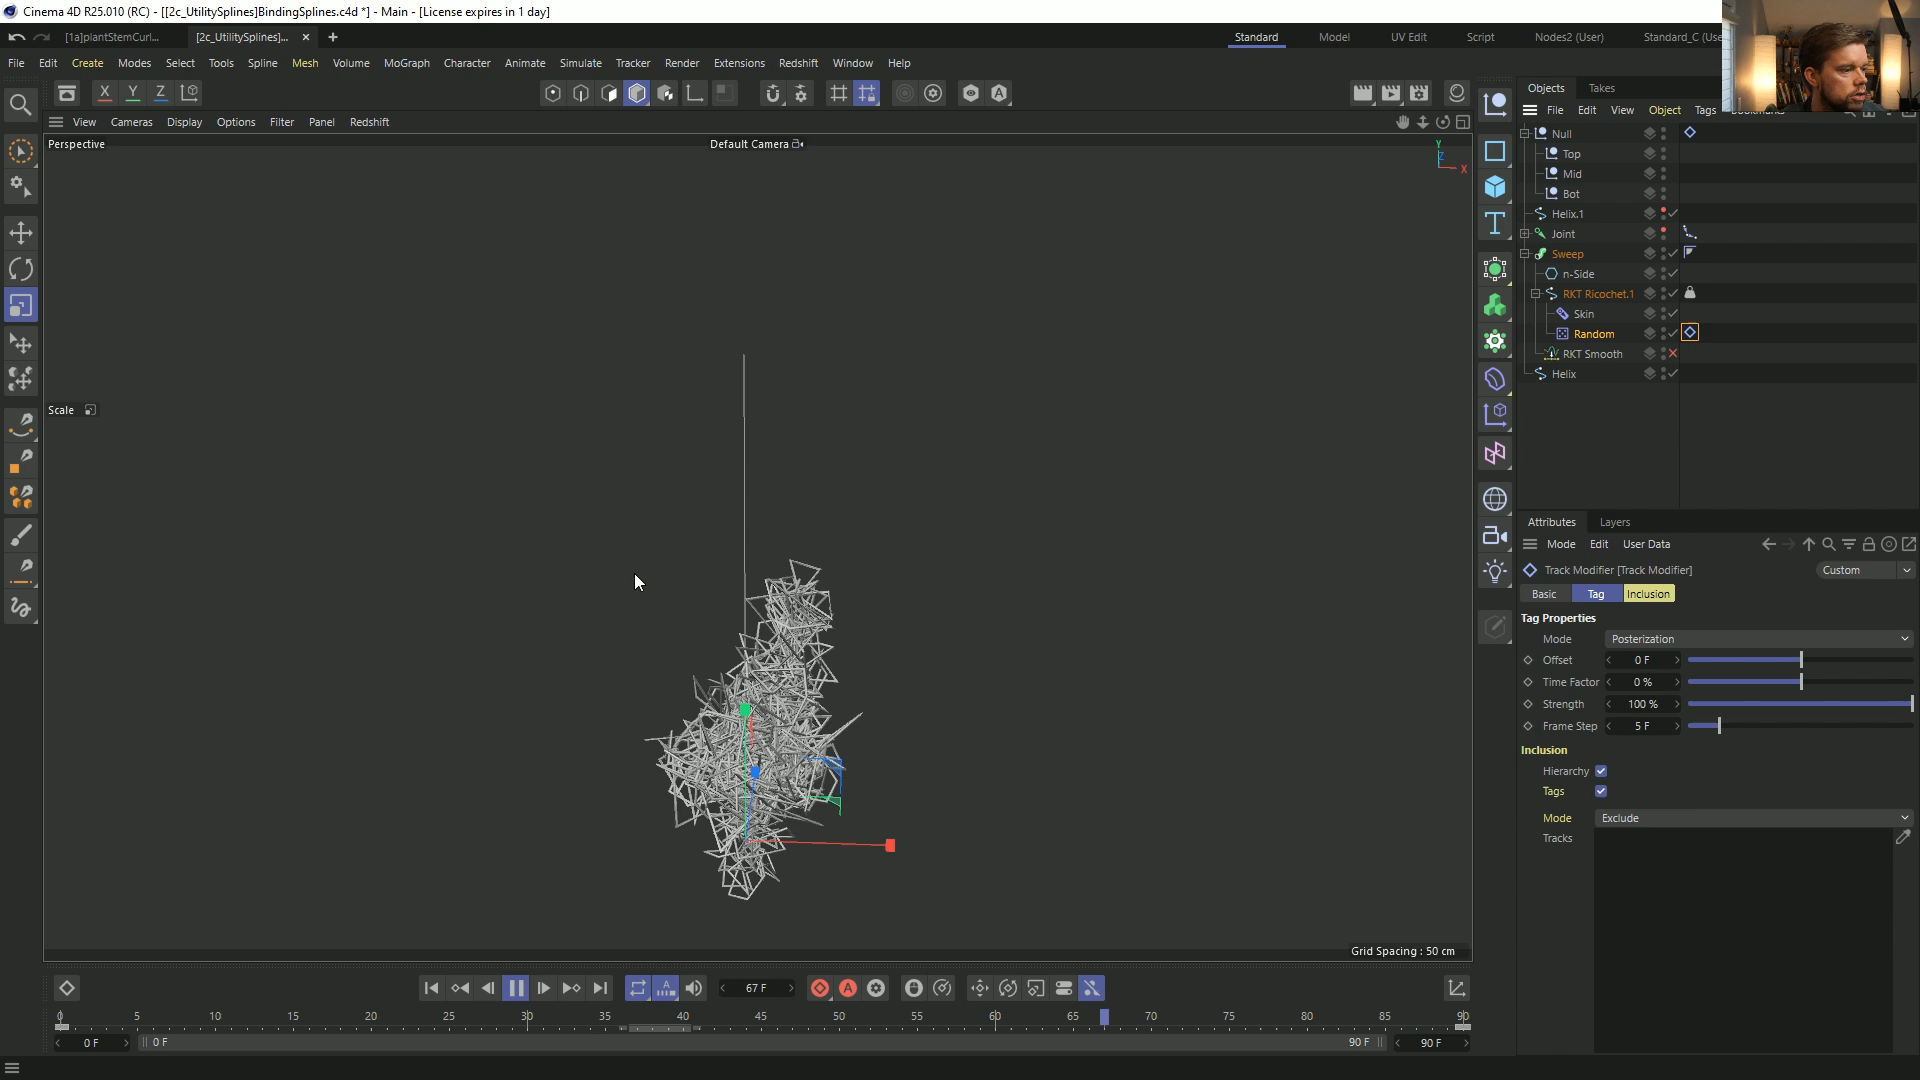 Cinema 4D R25.010 (RC) - [[2c_UtilitySplines]BindingSplines.c4d *] - Main - [License expires in 1 day]
[1a]plantStemCurl...
[2c_UtilitySplines]...
Standard
Model
UV Edit
Script
Nodes2 (User)
Standard_C (Use
File Edit Create Modes Select Tools Spline Mesh Volume MoGraph Character Animate Simulate Tracker Render Extensions Redshift Window Help
X Y Z
Objects Takes
File Edit View Object Tags
View Cameras Display Options Filter Panel Redshift
Perspective
Default Camera
Y
Z
X
Null
Top
Mid
Bot
Helix.1
Joint
Sweep
n-Side
RKT Ricochet.1
Skin
Random
RKT Smooth
Helix
Scale
Attributes Layers
Mode Edit User Data
Track Modifier [Track Modifier]
Custom
Basic Tag Inclusion
Tag Properties
Mode Posterization
Offset 0 F
Time Factor 0 %
Strength 100 %
Frame Step 5 F
Inclusion
Hierarchy
Tags
Mode Exclude
Tracks
Grid Spacing : 50 cm
67 F
0 5 10 15 20 25 30 35 40 45 50 55 60 65 70 75 80 85 90
0 F
0 F
90 F
90 F